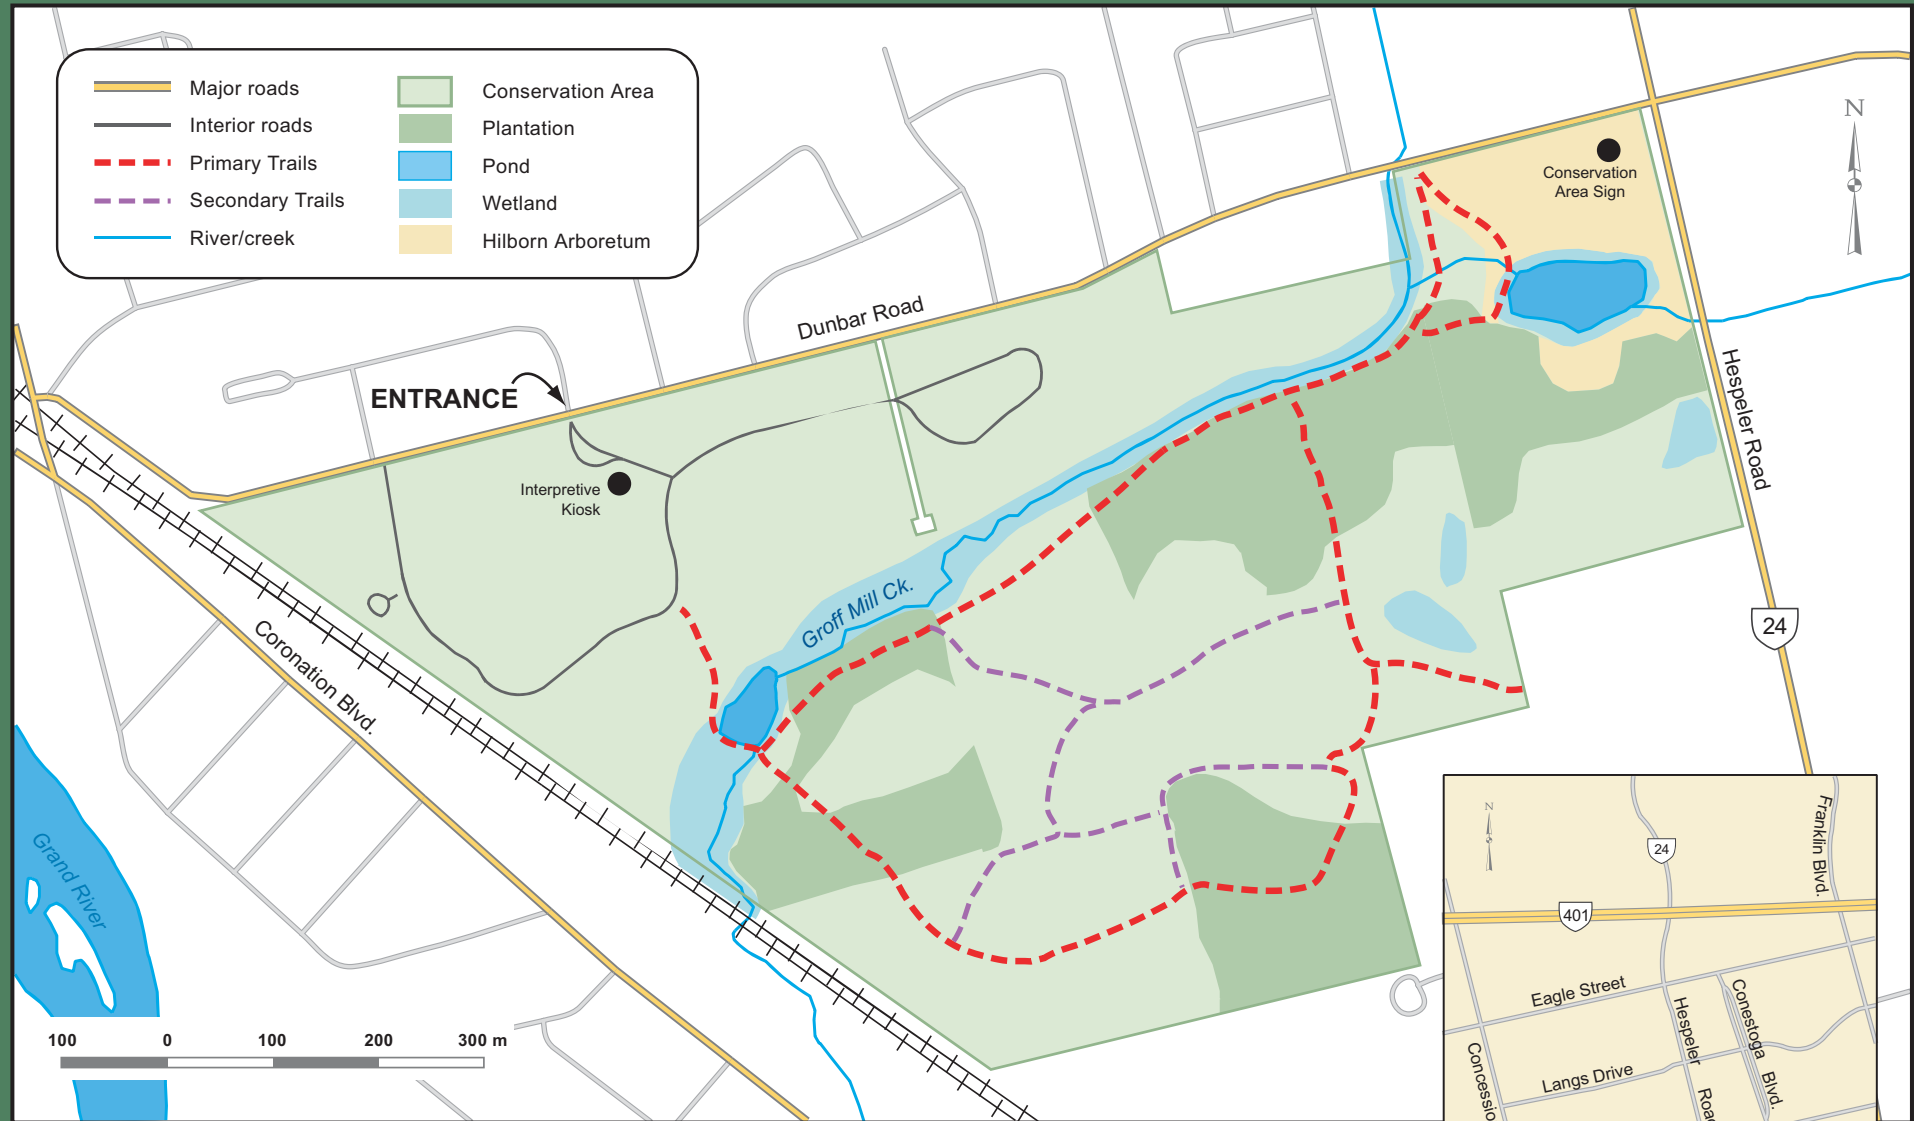 Major roads
Interior roads
Primary Trails
Secondary Trails
River/creek
Conservation Area
Plantation
Pond
Wetland
Hilborn Arboretum
N
Conservation
Area Sign
Dunbar Road
ENTRANCE
Interpretive
Kiosk
Hespeler Road
24
Groff Mill Ck.
Coronation Blvd.
Grand River
100 0 100 200 300 m
N
24
Franklin Blvd.
401
Eagle Street
Hespeler
Conestoga Blvd.
Langs Drive